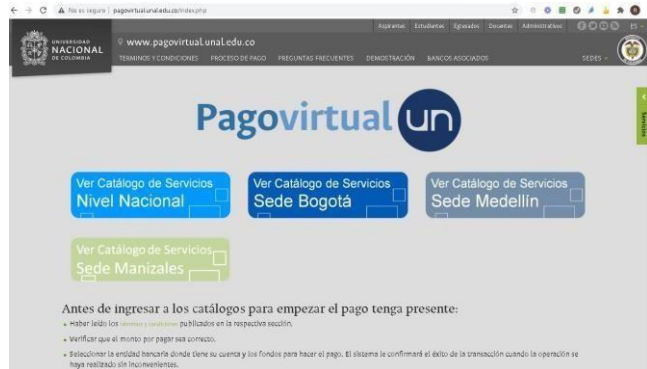 No es seguro | pagovirtual.unal.edu.co/index.php
Aspirantes Estudiantes Egresados Docentes Administrativos ES
UNIVERSIDAD
NACIONAL
DE COLOMBIA
www.pagovirtual.unal.edu.co
TERMINOS Y CONDICIONES PROCESO DE PAGO PREGUNTAS FRECUENTES DEMOSTRACIÓN BANCOS ASOCIADOS SEDES
Servicios
Pagovirtual un
Ver Catálogo de Servicios
Nivel Nacional
Ver Catálogo de Servicios
Sede Bogotá
Ver Catálogo de Servicios
Sede Medellín
Ver Catálogo de Servicios
Sede Manizales
Antes de ingresar a los catálogos para empezar el pago tenga presente:
Haber leído los términos y condiciones publicados en la respectiva sección.
Verificar que el monto por pagar sea correcto.
Seleccionar la entidad bancaria donde tiene su cuenta y los fondos para hacer el pago. El sistema le confirmará el éxito de la transacción cuando la operación se
haya realizado sin inconvenientes.